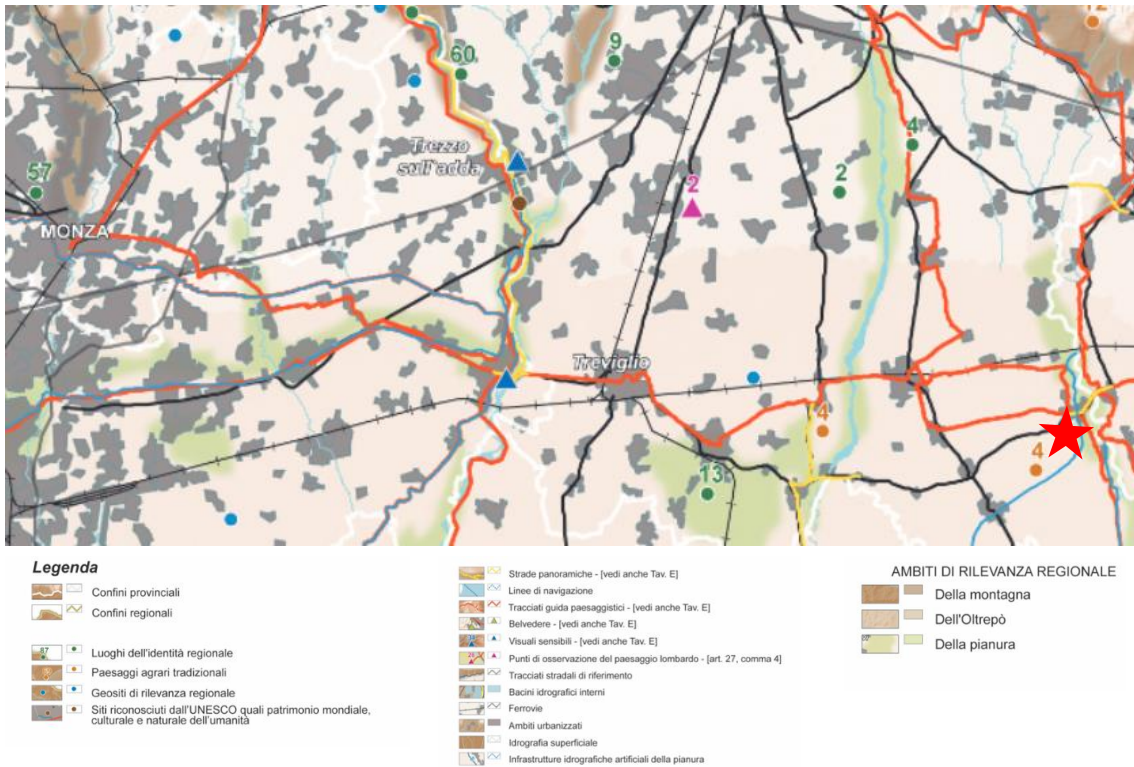 12
60
9
Trezzo
sull'adda
4
57
2
2
MONZA
Treviglio
4
4
13
Legenda
Confini provinciali
Confini regionali
Luoghi dell'identità regionale
Paesaggi agrari tradizionali
Geositi di rilevanza regionale
Siti riconosciuti dall'UNESCO quali patrimonio mondiale,
culturale e naturale dell'umanità
Strade panoramiche - [vedi anche Tav. E]
Linee di navigazione
Tracciati guida paesaggistici - [vedi anche Tav. E]
Belvedere - [vedi anche Tav. E]
Visuali sensibili - [vedi anche Tav. E]
Punti di osservazione del paesaggio lombardo - [art. 27, comma 4]
Tracciati stradali di riferimento
Bacini idrografici interni
Ferrovie
Ambiti urbanizzati
Idrografia superficiale
Infrastrutture idrografiche artificiali della pianura
AMBITI DI RILEVANZA REGIONALE
Della montagna
Dell'Oltrepò
Della pianura